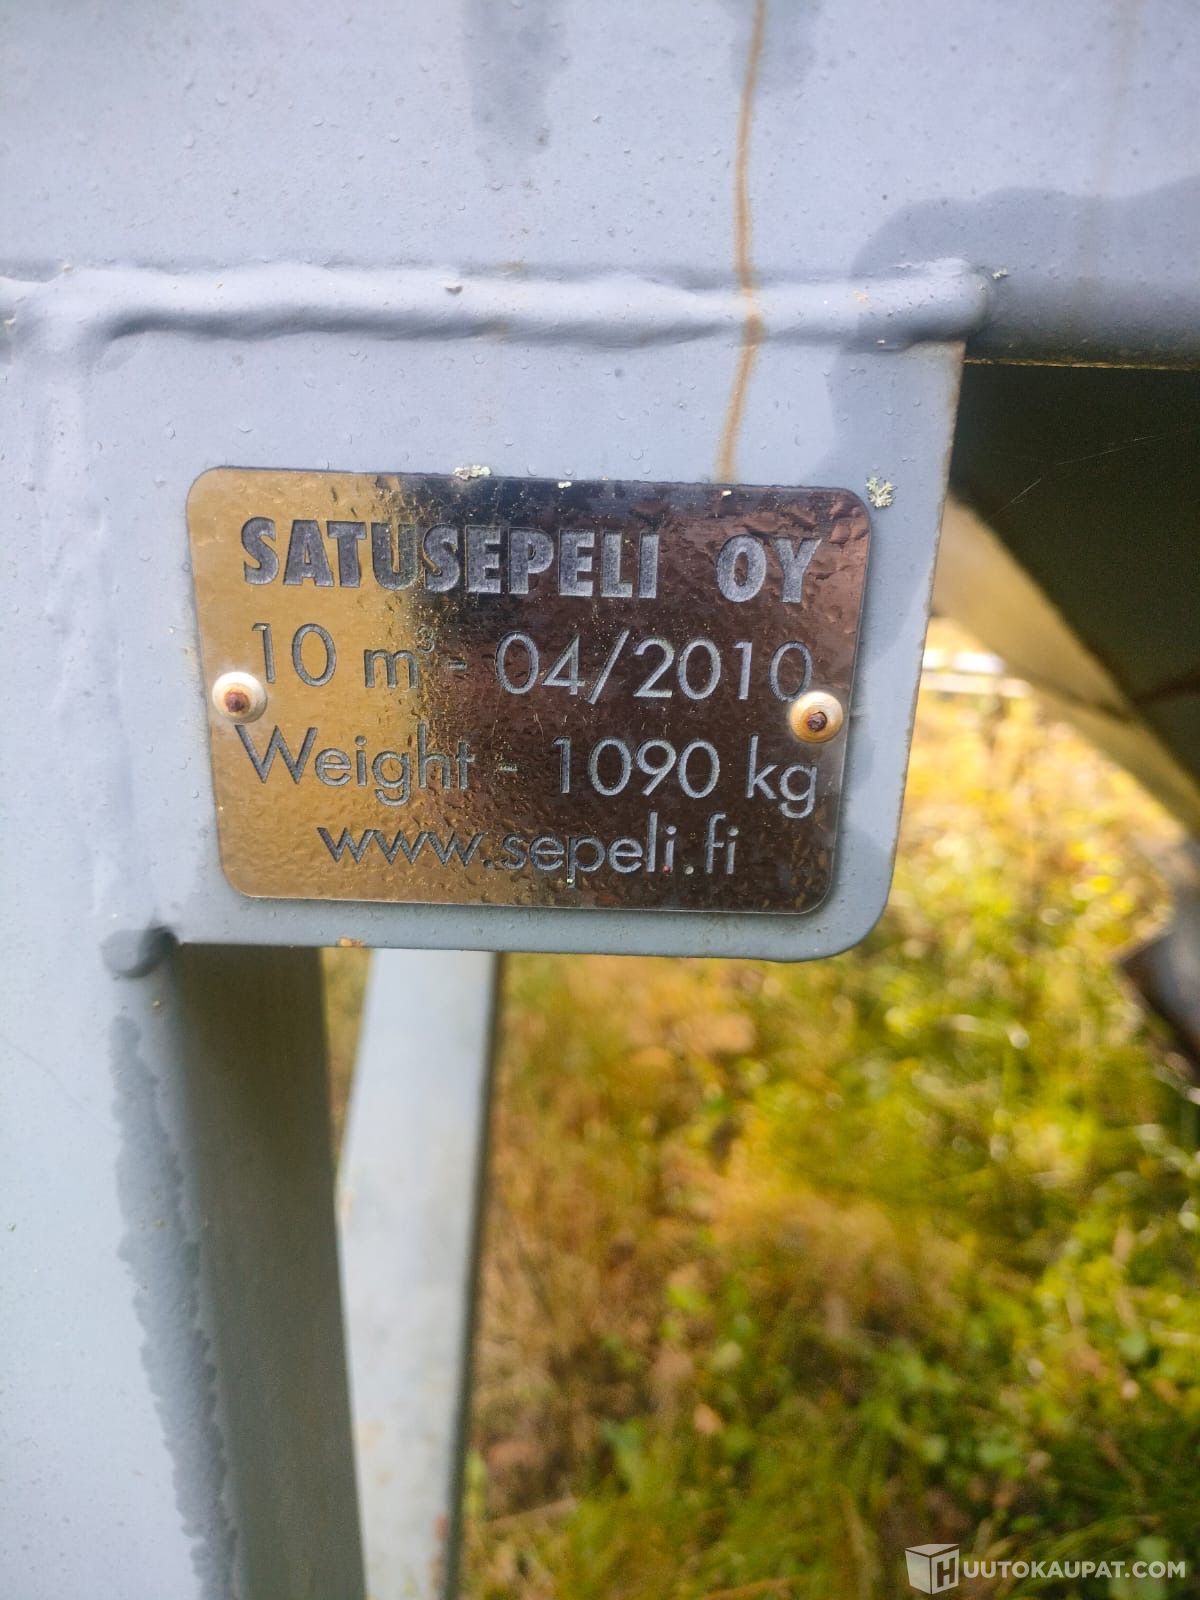 SATUSEPELI OY
10 m³ - 04/2010
Weight - 1090 kg
www.sepeli.fi
HUUTOKAUPAT.COM